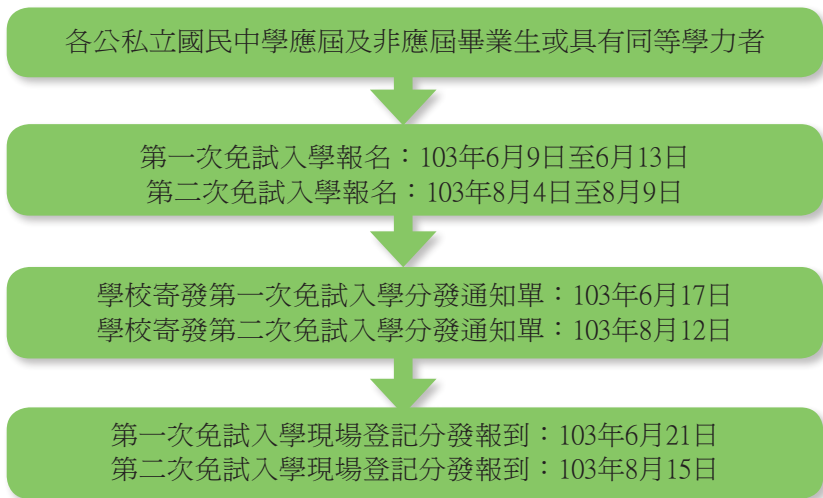 各公私立國民中學應屆及非應屆畢業生或具有同等學力者
第一次免試入學報名：103年6月9日至6月13日
第二次免試入學報名：103年8月4日至8月9日
學校寄發第一次免試入學分發通知單：103年6月17日
學校寄發第二次免試入學分發通知單：103年8月12日
第一次免試入學現場登記分發報到：103年6月21日
第二次免試入學現場登記分發報到：103年8月15日